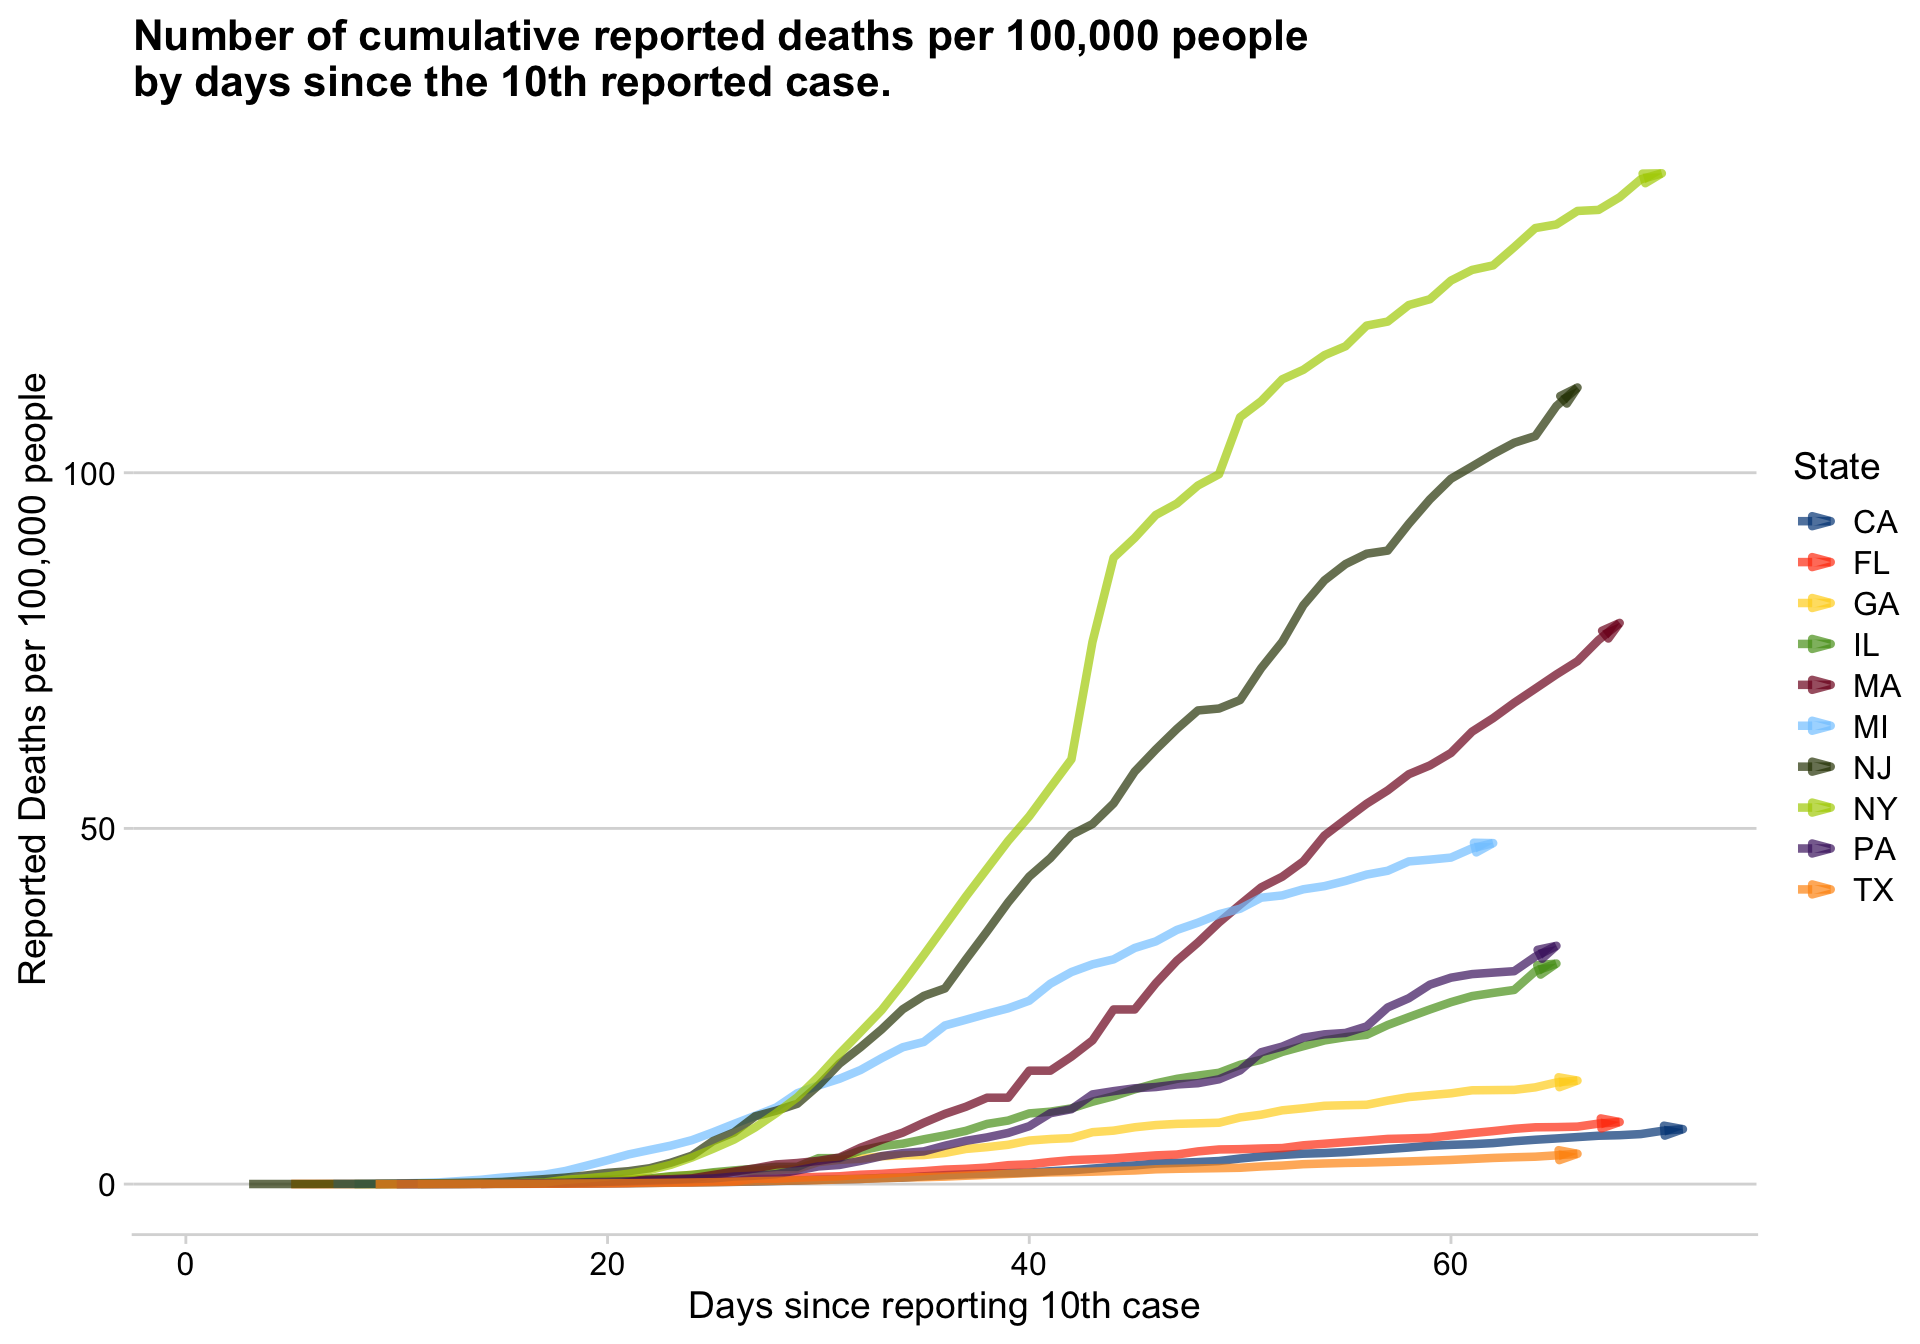 Number of cumulative reported deaths per 100,000 people
by days since the 10th reported case.
Reported Deaths per 100,000 people
100
50
0
0 20 40 60
Days since reporting 10th case
State
CA
FL
GA
IL
MA
MI
NJ
NY
PA
TX